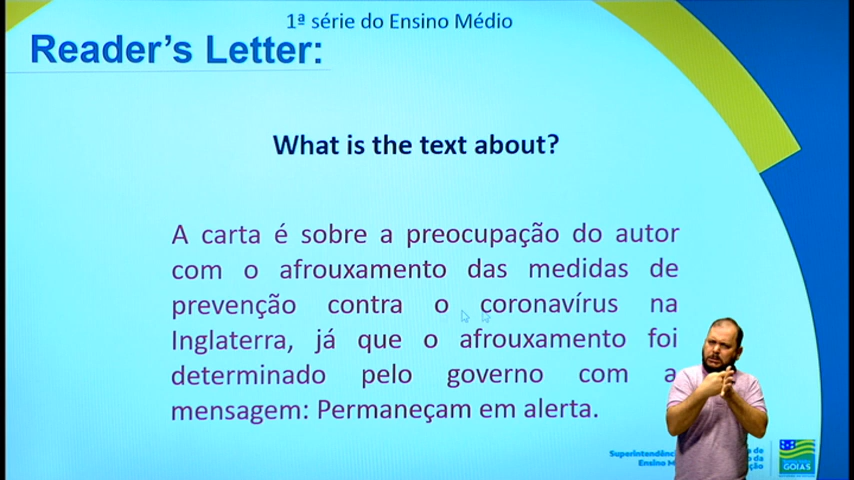 1ª série do Ensino Médio
Reader's Letter:
What is the text about?
A carta é sobre a preocupação do autor
com o afrouxamento das medidas de
prevenção contra o coronavírus na
Inglaterra, já que o afrouxamento foi
determinado pelo governo com a
mensagem: Permaneçam em alerta.
Superintendênc
Ensino M
GOIÁS